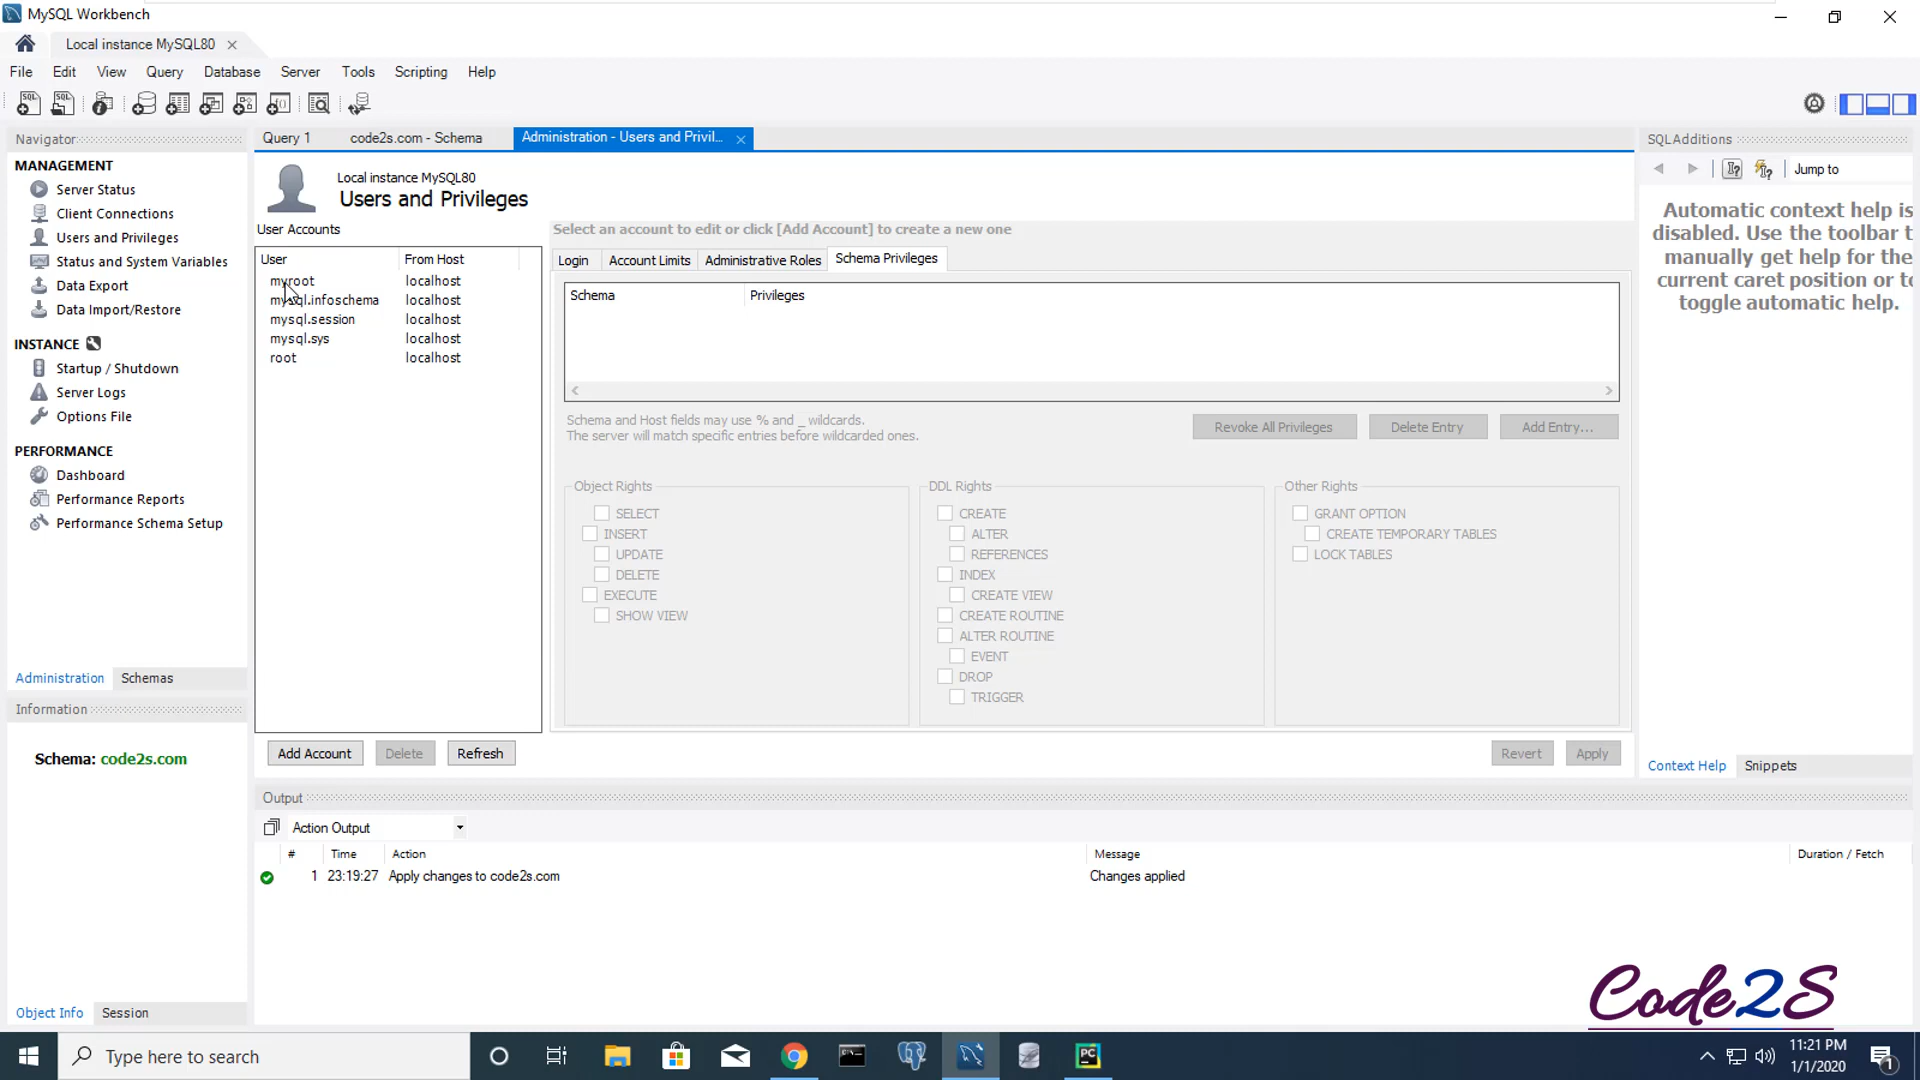 MySQL Workbench
Local instance MySQL80
File Edit View Query Database Server Tools Scripting Help
Navigator
MANAGEMENT
Server Status
Client Connections
Users and Privileges
Status and System Variables
Data Export
Data Import/Restore
INSTANCE
Startup / Shutdown
Server Logs
Options File
PERFORMANCE
Dashboard
Performance Reports
Performance Schema Setup
Administration Schemas
Information
Schema: code2s.com
Object Info Session
Query 1 code2s.com - Schema Administration - Users and Privil...
Local instance MySQL80
Users and Privileges
User Accounts
User From Host
myroot localhost
mysql.infoschema localhost
mysql.session localhost
mysql.sys localhost
root localhost
Add Account Delete Refresh
Select an account to edit or click [Add Account] to create a new one
Login Account Limits Administrative Roles Schema Privileges
Schema Privileges
Schema and Host fields may use % and _ wildcards.
The server will match specific entries before wildcarded ones.
Revoke All Privileges Delete Entry Add Entry...
Object Rights
SELECT
INSERT
UPDATE
DELETE
EXECUTE
SHOW VIEW
DDL Rights
CREATE
ALTER
REFERENCES
INDEX
CREATE VIEW
CREATE ROUTINE
ALTER ROUTINE
EVENT
DROP
TRIGGER
Other Rights
GRANT OPTION
CREATE TEMPORARY TABLES
LOCK TABLES
Revert Apply
SQLAdditions
Jump to
Automatic context help is
disabled. Use the toolbar t
manually get help for the
current caret position or to
toggle automatic help.
Context Help Snippets
Output
Action Output
# Time Action Message Duration / Fetch
1 23:19:27 Apply changes to code2s.com Changes applied
Code2S
Type here to search
PC
11:21 PM
1/1/2020
1